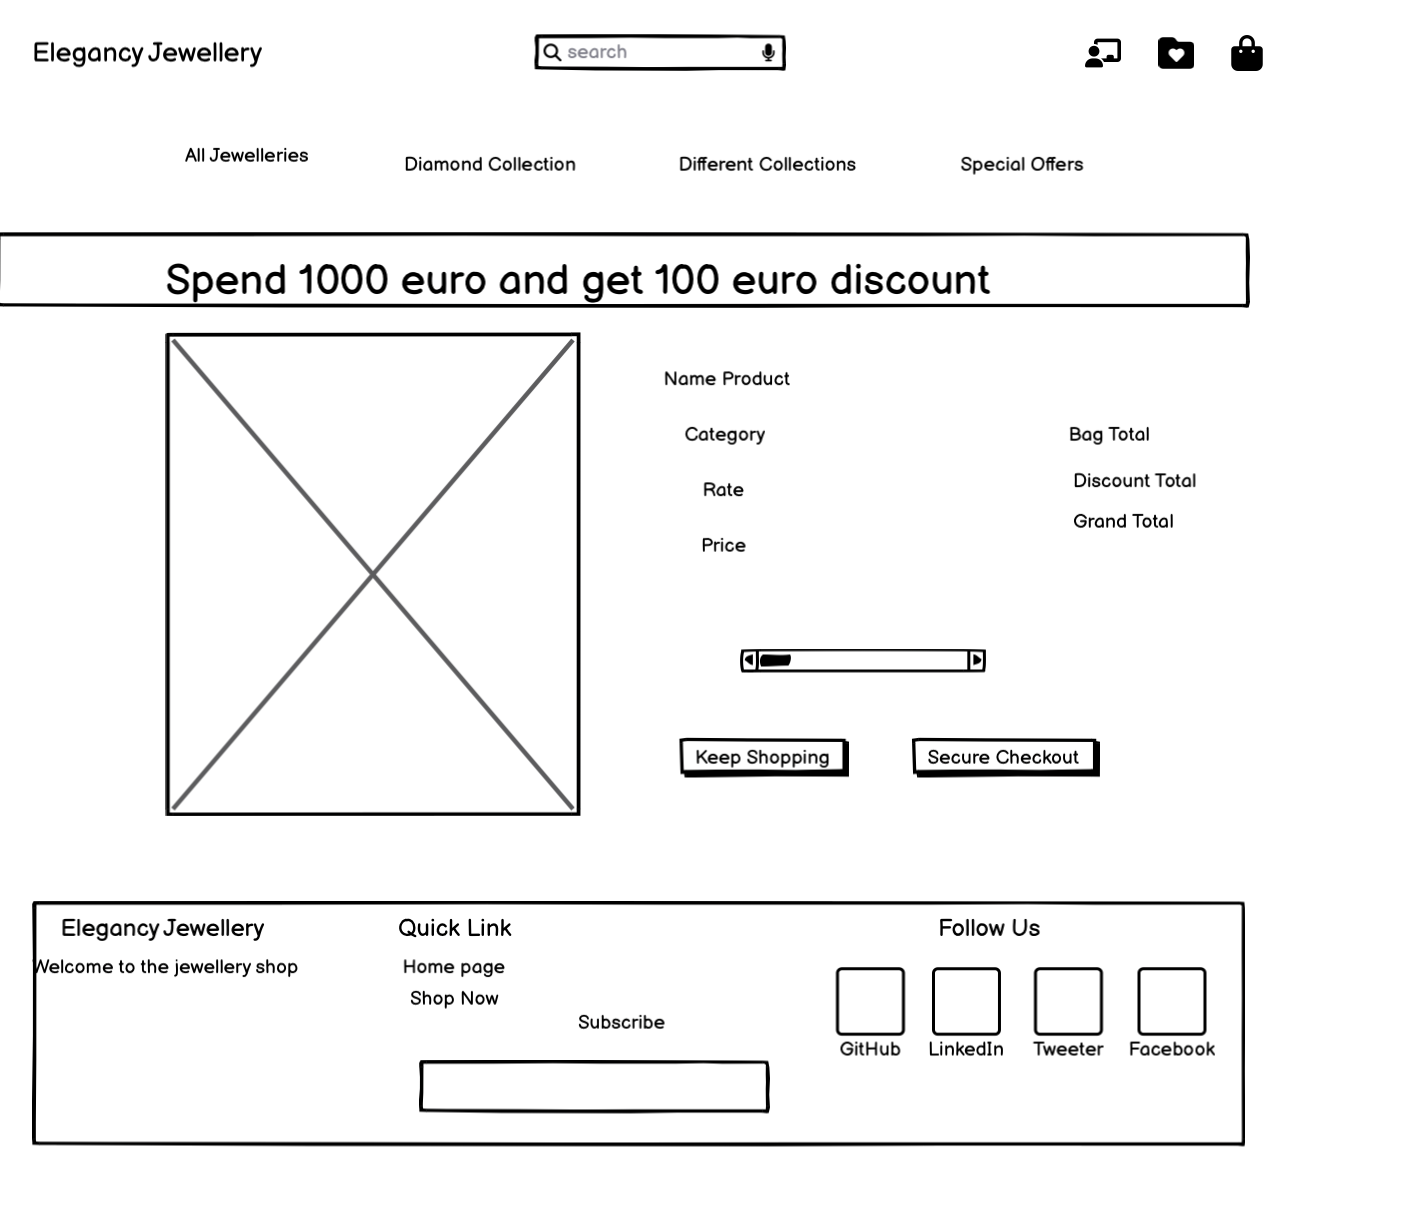 Elegancy Jewellery
search
All Jewelleries
Diamond Collection
Different Collections
Special Offers
Spend 1000 euro and get 100 euro discount
Name Product
Category
Rate
Price
Bag Total
Discount Total
Grand Total
Keep Shopping
Secure Checkout
Elegancy Jewellery
Welcome to the jewellery shop
Quick Link
Home page
Shop Now
Subscribe
Follow Us
GitHub
LinkedIn
Tweeter
Facebook